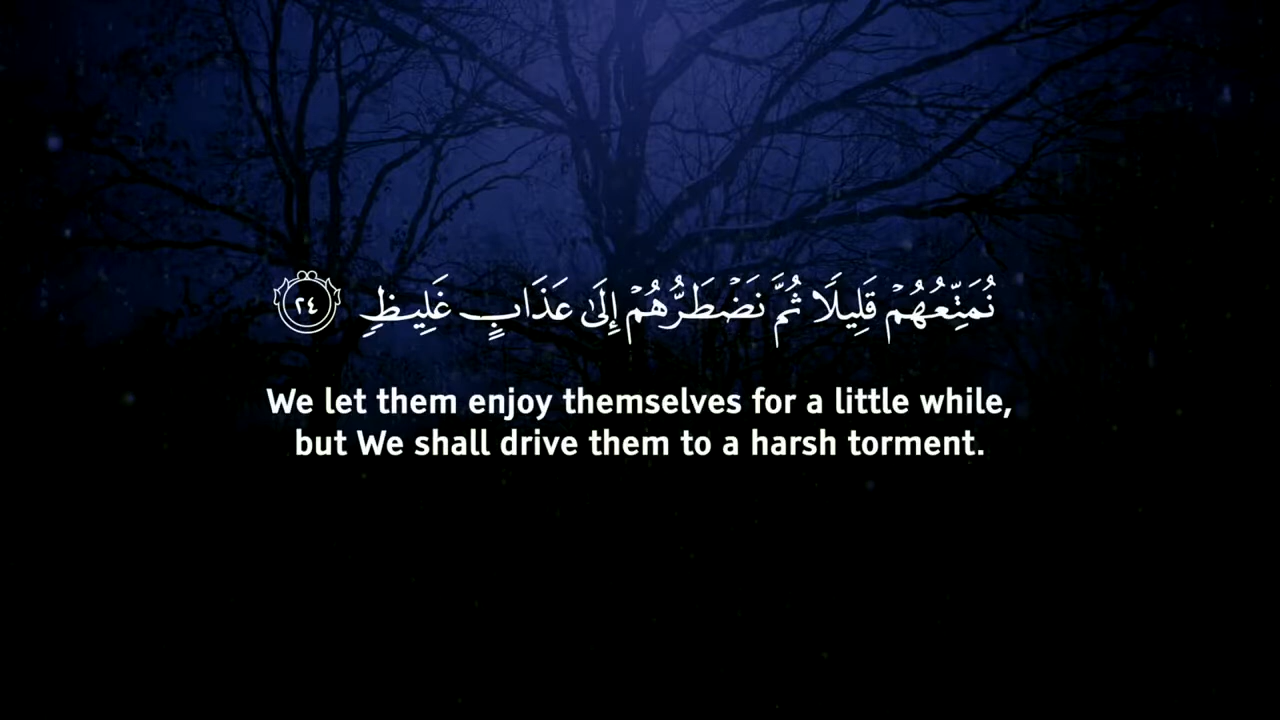 نُمَتِّعُهُمۡ قَلِيلًا ثُمَّ نَضۡطَرُّهُمۡ إِلَىٰ عَذَابٍ غَلِيظٍ ٢٤
We let them enjoy themselves for a little while,
but We shall drive them to a harsh torment.